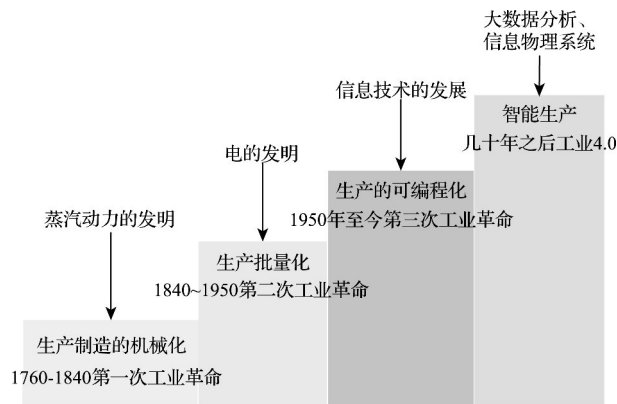 大数据分析、
信息物理系统
智能生产
几十年之后工业4.0
信息技术的发展
生产的可编程化
1950年至今第三次工业革命
电的发明
生产批量化
1840~1950第二次工业革命
蒸汽动力的发明
生产制造的机械化
1760-1840第一次工业革命